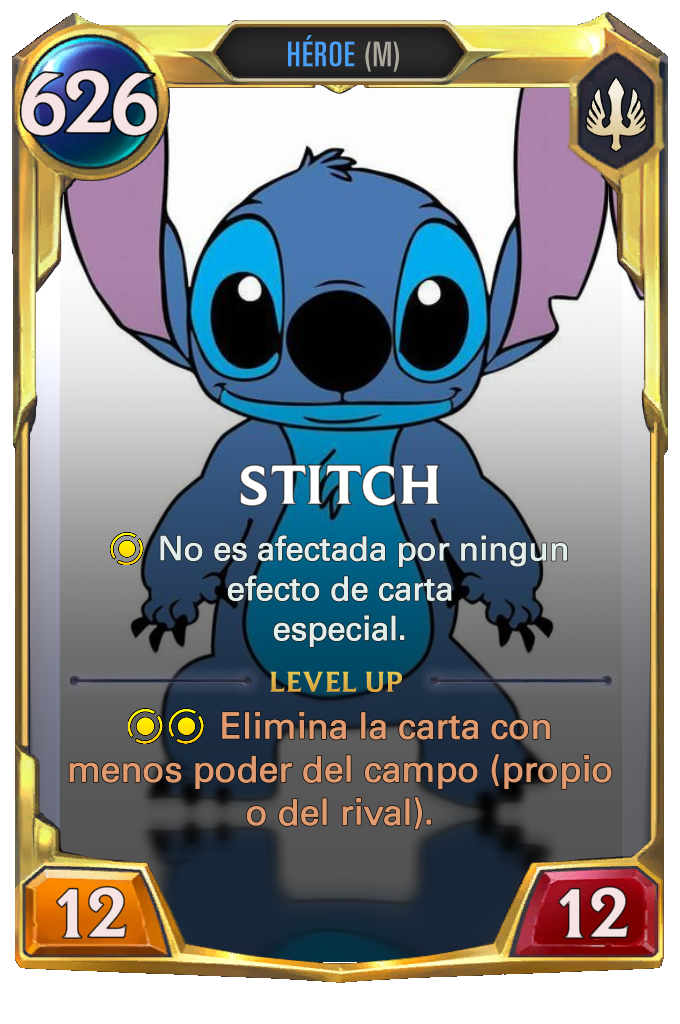 HÉROE (M)
626
STITCH
No es afectada por ningun
efecto de carta
especial.
LEVEL UP
Elimina la carta con
menos poder del campo (propio
o del rival).
12
12